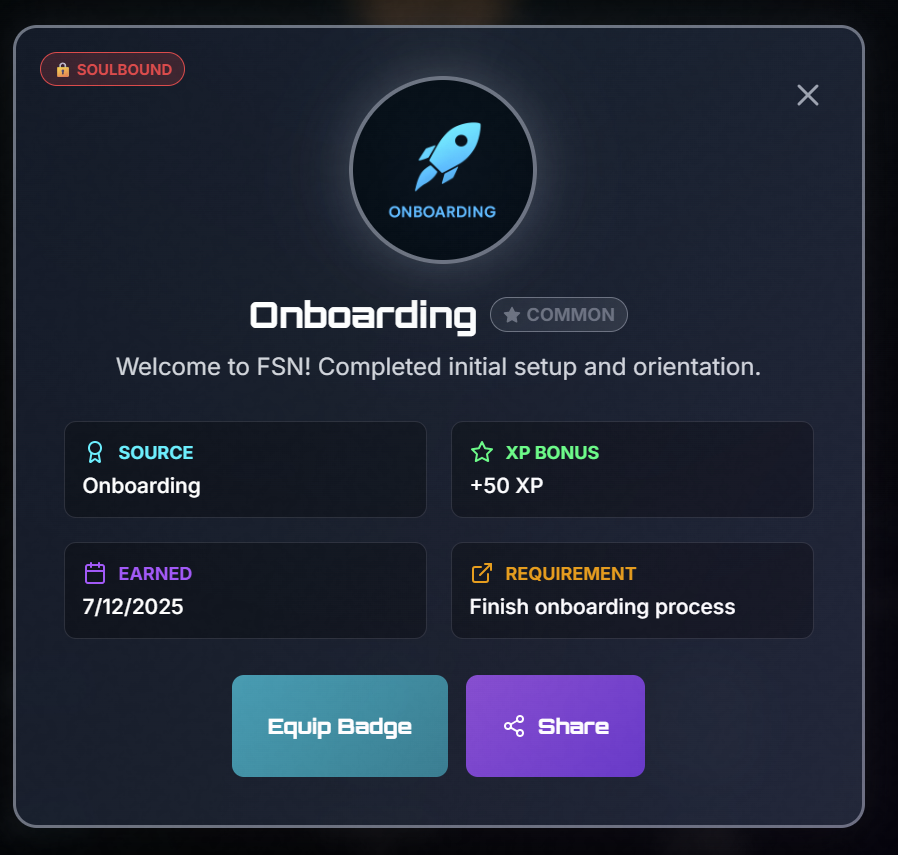 SOULBOUND
ONBOARDING
Onboarding
COMMON
Welcome to FSN! Completed initial setup and orientation.
SOURCE
Onboarding
XP BONUS
+50 XP
EARNED
7/12/2025
REQUIREMENT
Finish onboarding process
Equip Badge
Share